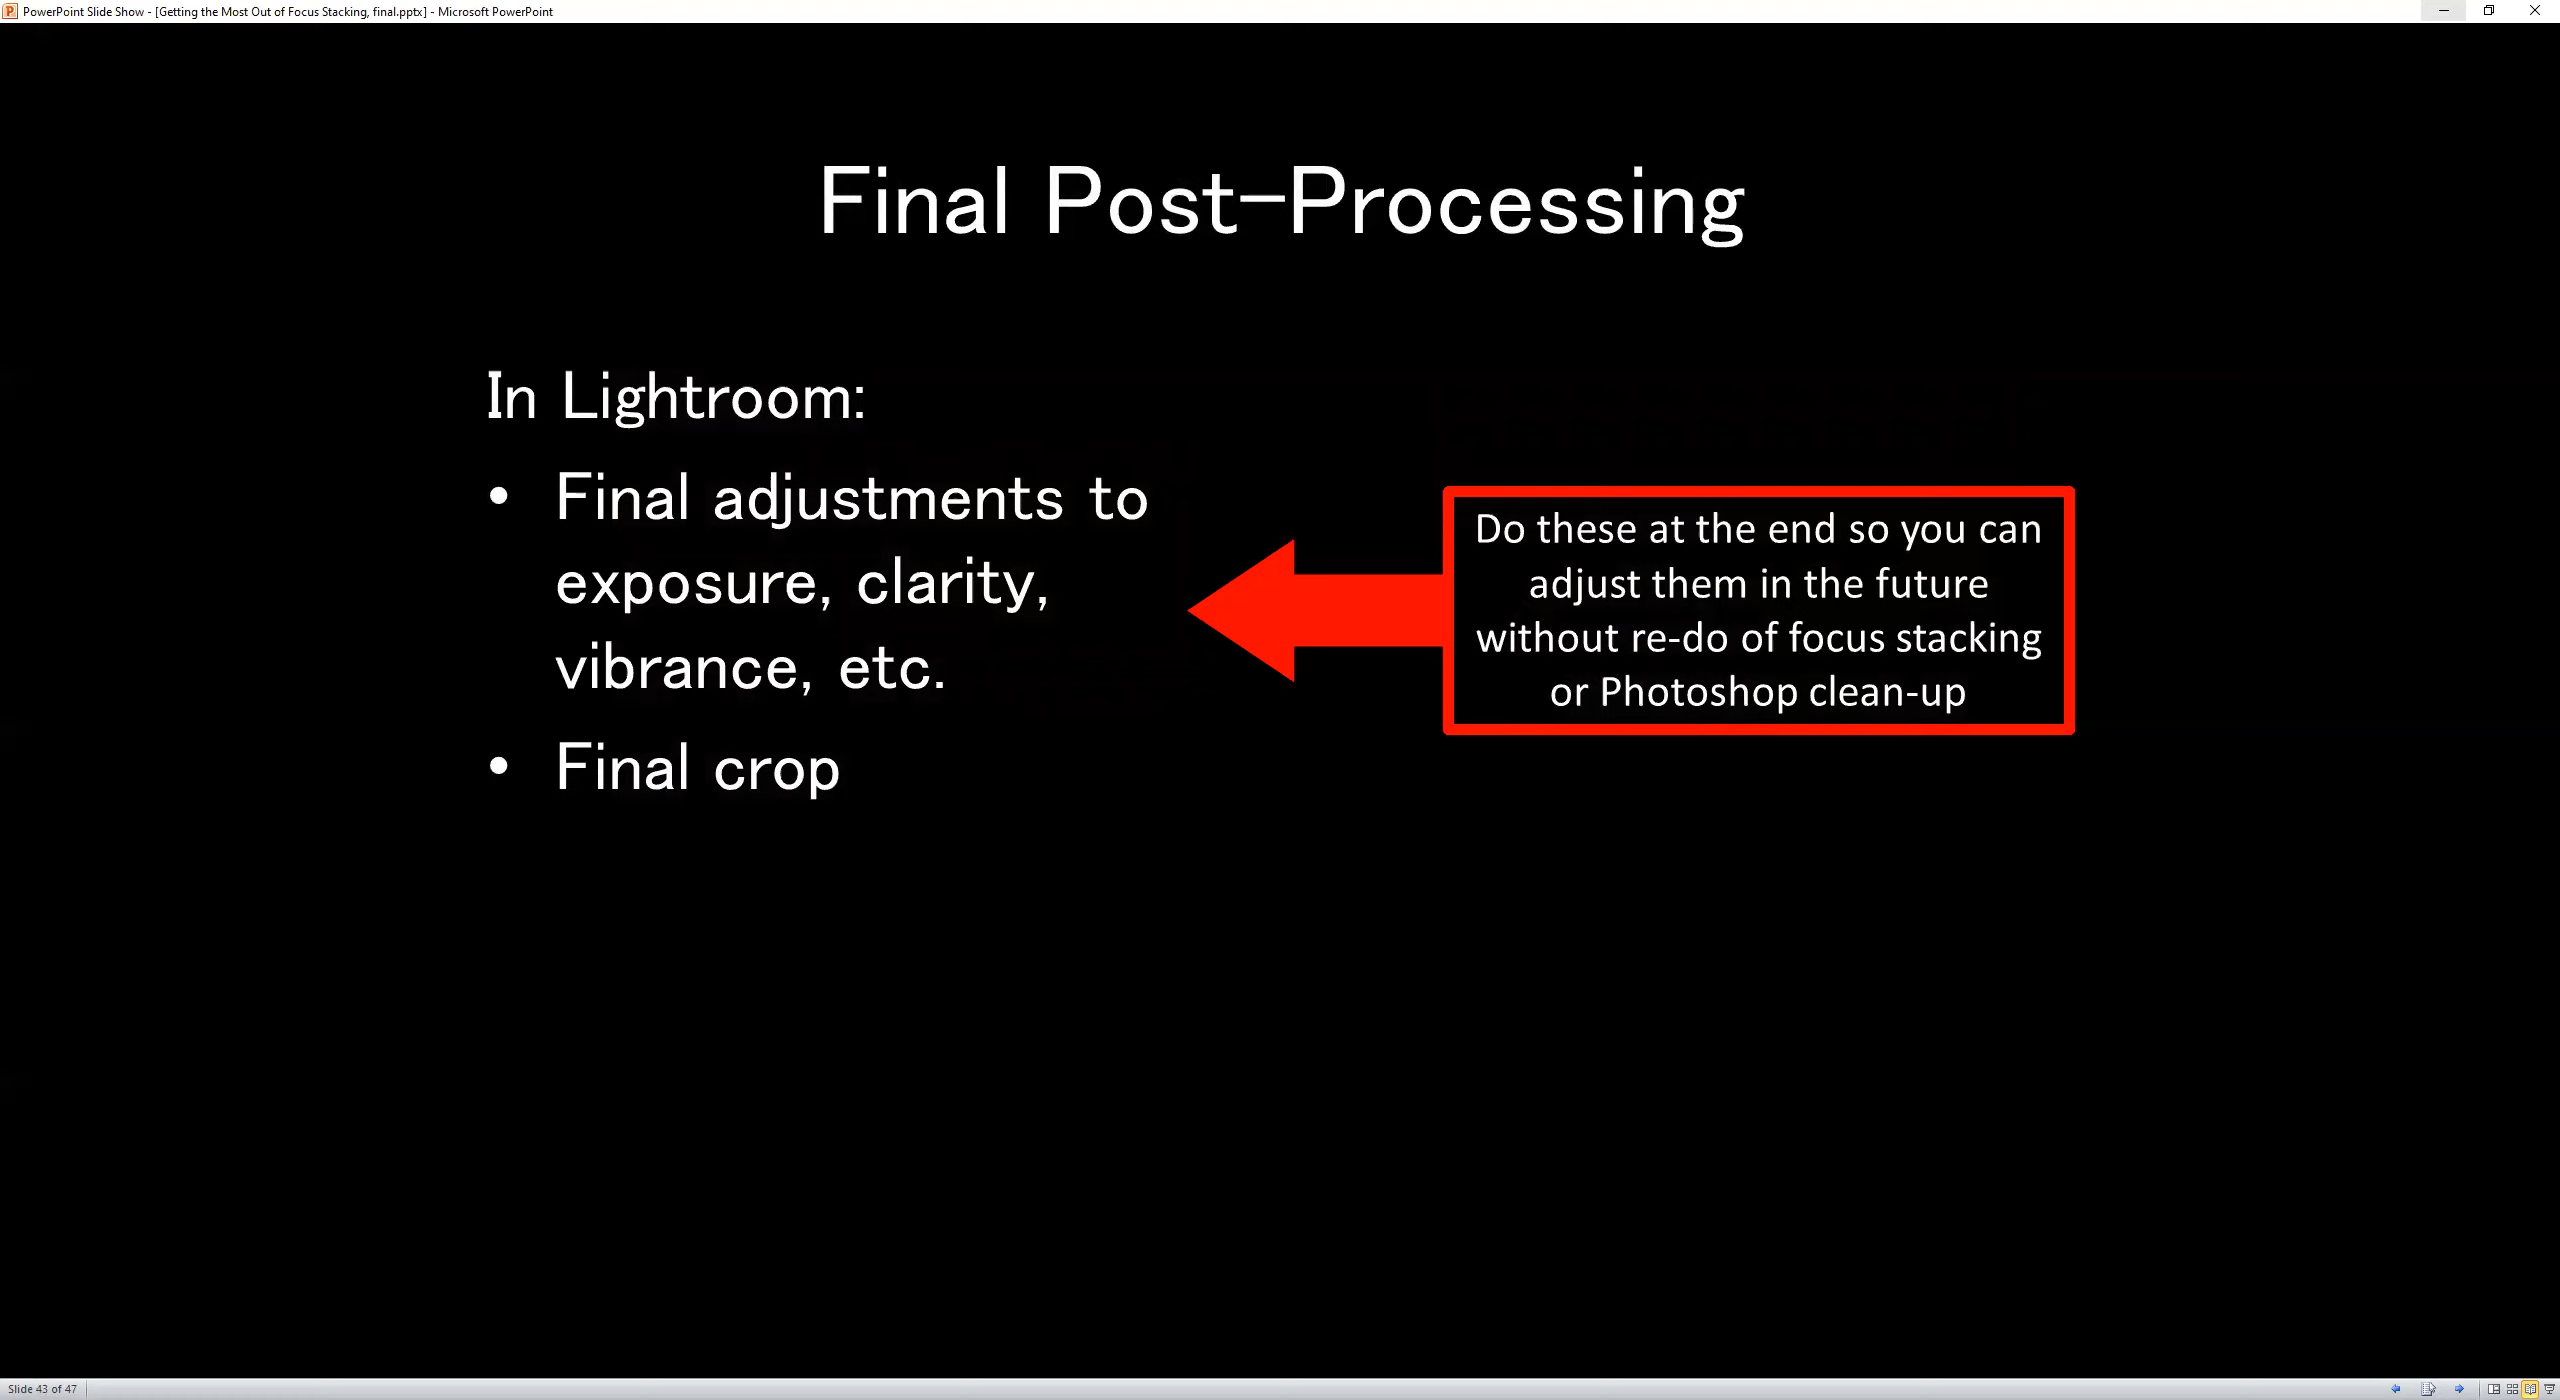 PowerPoint Slide Show - [Getting the Most Out of Focus Stacking, final.pptx] - Microsoft PowerPoint
Final Post-Processing
In Lightroom:
• Final adjustments to
exposure, clarity,
vibrance, etc.
• Final crop
Do these at the end so you can
adjust them in the future
without re-do of focus stacking
or Photoshop clean-up
Slide 43 of 47